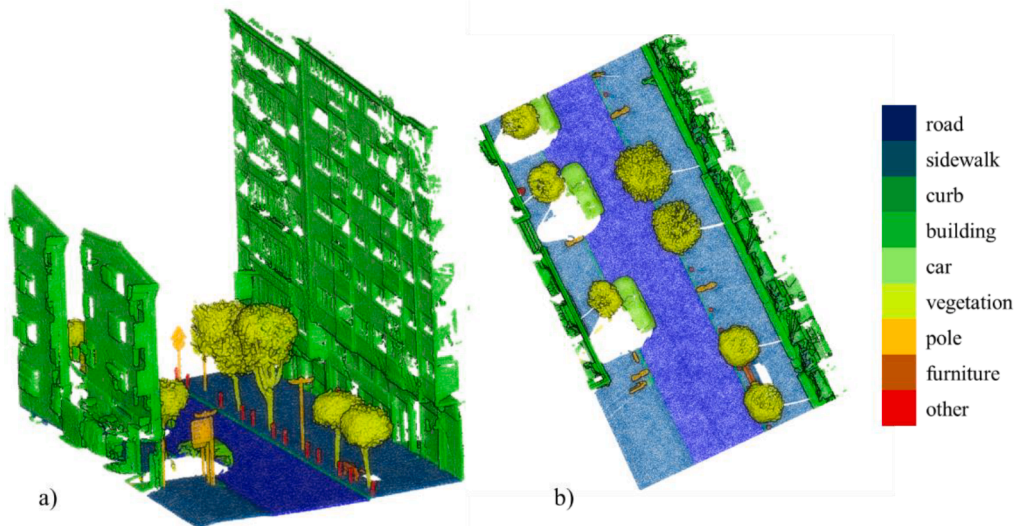 road
sidewalk
curb
building
car
vegetation
pole
furniture
other
a)
b)